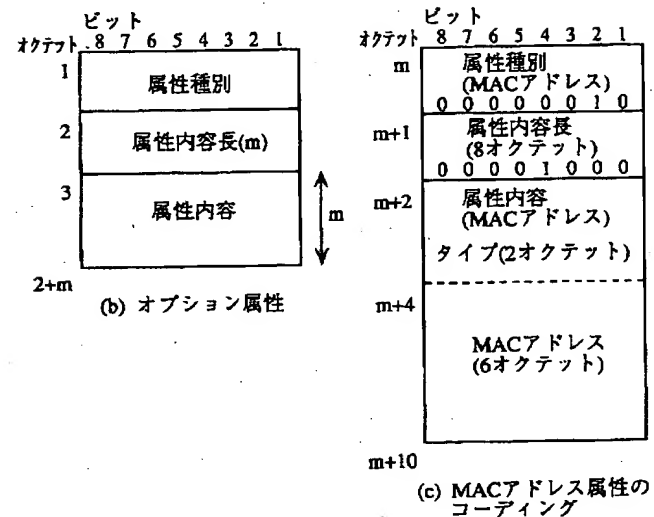 ビット
オクテット 8 7 6 5 4 3 2 1
1
属性種別
2
属性内容長(m)
3
属性内容
m
2+m
(b) オプション属性
ビット
オクテット 8 7 6 5 4 3 2 1
m
属性種別
(MACアドレス)
0 0 0 0 0 0 1 0
m+1
属性内容長
(8オクテット)
0 0 0 0 1 0 0 0
m+2
属性内容
(MACアドレス)
タイプ(2オクテット)
m+4
MACアドレス
(6オクテット)
m+10
(c) MACアドレス属性の
コーディング